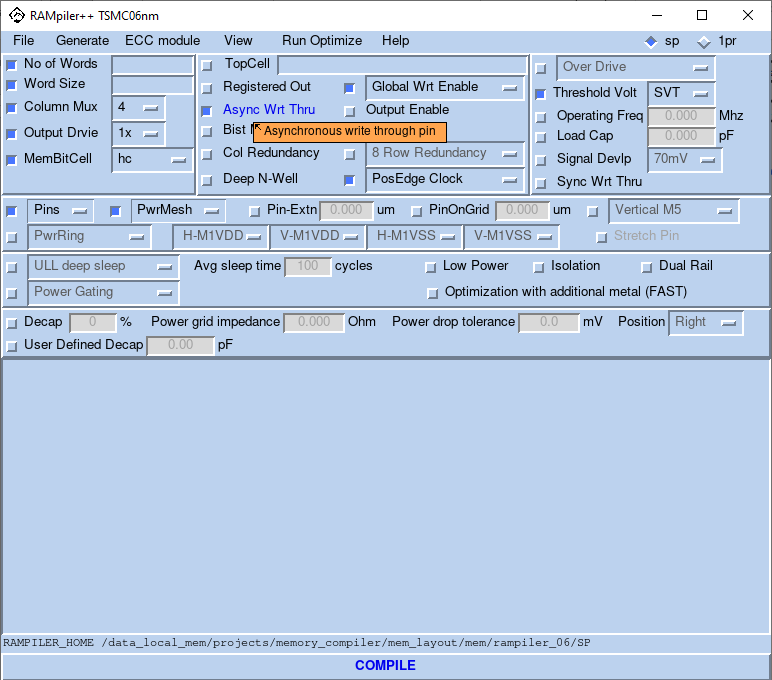 RAMpiler++ TSMC06nm
File Generate ECC module View Run Optimize Help sp 1pr
No of Words
Word Size
Column Mux 4
Output Drvie 1x
MemBitCell hc
TopCell
Registered Out Global Wrt Enable
Async Wrt Thru Output Enable
Bist
Asynchronous write through pin
Col Redundancy 8 Row Redundancy
Deep N-Well PosEdge Clock
Over Drive
Threshold Volt SVT
Operating Freq 0.000 Mhz
Load Cap 0.000 pF
Signal Devlp 70mV
Sync Wrt Thru
Pins PwrMesh Pin-Extn 0.000 um PinOnGrid 0.000 um Vertical M5
PwrRing H-M1VDD V-M1VDD H-M1VSS V-M1VSS Stretch Pin
ULL deep sleep Avg sleep time 100 cycles Low Power Isolation Dual Rail
Power Gating Optimization with additional metal (FAST)
Decap 0 % Power grid impedance 0.000 Ohm Power drop tolerance 0.0 mV Position Right
User Defined Decap 0.00 pF
RAMPILER_HOME /data_local_mem/projects/memory_compiler/mem_layout/mem/rampiler_06/SP
COMPILE